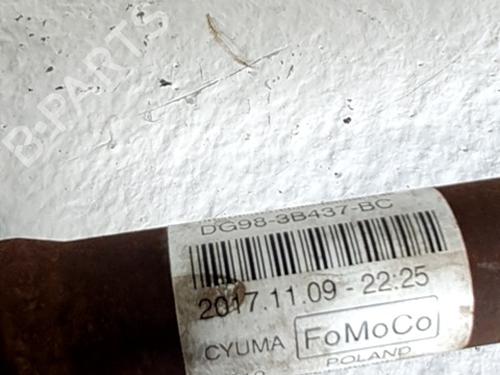 B-PARTS
DG98-3B437-BC
2017.11.09 - 22:25
CYUMA FoMoCo
POLAND